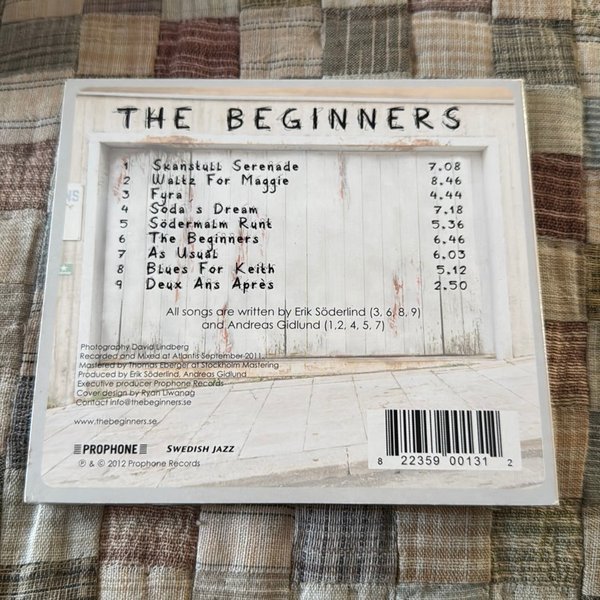 THE BEGINNERS
1 Skanstull Serenade 7.08
2 Waltz For Maggie 8.46
3 Fyra 4.44
4 Soda s Dream 7.18
5 Södermalm Runt 5.36
6 The Beginners 6.46
7 As Usual 6.03
8 Blues For Keith 5.12
9 Deux Ans Après 2.50
All songs are written by Erik Söderlind (3, 6, 8, 9)
and Andreas Gidlund (1,2, 4, 5, 7)
Photography David Lindberg
Recorded and Mixed at Atlantis September 2011,
Mastered by Thomas Eberger at Stockholm Mastering
Produced by Erik Söderlind, Andreas Gidlund
Executive producer Prophone Records
Cover design by Ryan Liwanag
Contact info@thebeginners.se
www.thebeginners.se
PROPHONE SWEDISH JAZZ
℗ & © 2012 Prophone Records
8 22359 00131 2